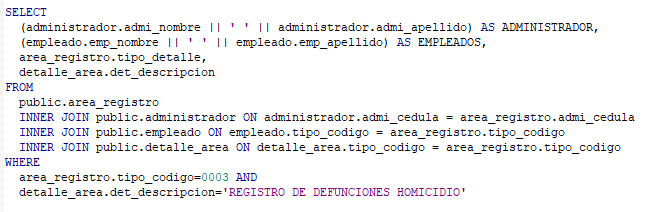 SELECT
(administrador.admi_nombre || ' ' || administrador.admi_apellido) AS ADMINISTRADOR,
(empleado.emp_nombre || ' ' || empleado.emp_apellido) AS EMPLEADOS,
area_registro.tipo_detalle,
detalle_area.det_descripcion
FROM
public.area_registro
INNER JOIN public.administrador ON administrador.admi_cedula = area_registro.admi_cedula
INNER JOIN public.empleado ON empleado.tipo_codigo = area_registro.tipo_codigo
INNER JOIN public.detalle_area ON detalle_area.tipo_codigo = area_registro.tipo_codigo
WHERE
area_registro.tipo_codigo=0003 AND
detalle_area.det_descripcion='REGISTRO DE DEFUNCIONES HOMICIDIO'